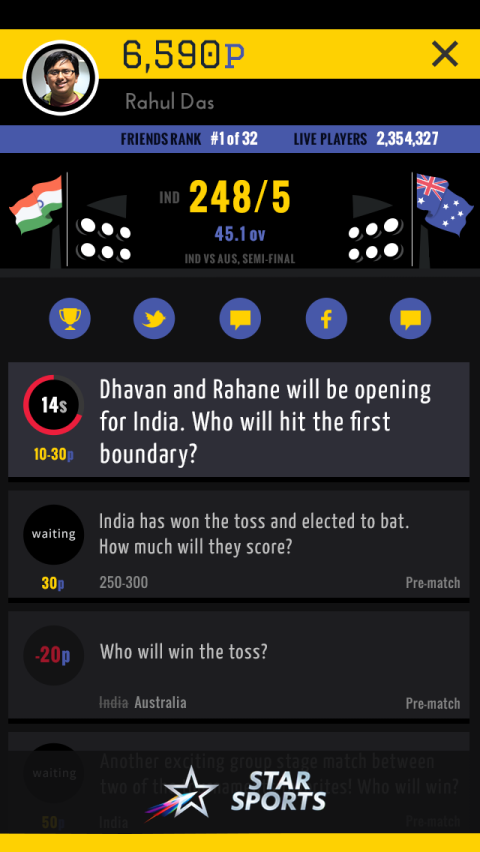 6,590P
Rahul Das
FRIENDS RANK #1 of 32 LIVE PLAYERS 2,354,327
IND 248/5
45.1 ov
IND VS AUS, SEMI-FINAL
14s
10-30p
Dhavan and Rahane will be opening
for India. Who will hit the first
boundary?
waiting
30p
India has won the toss and elected to bat.
How much will they score?
250-300 Pre-match
-20p
Who will win the toss?
India Australia Pre-match
waiting
50p
Another exciting group stage match between
two of the rites! Who will win?
India Pre-match
STAR
SPORTS